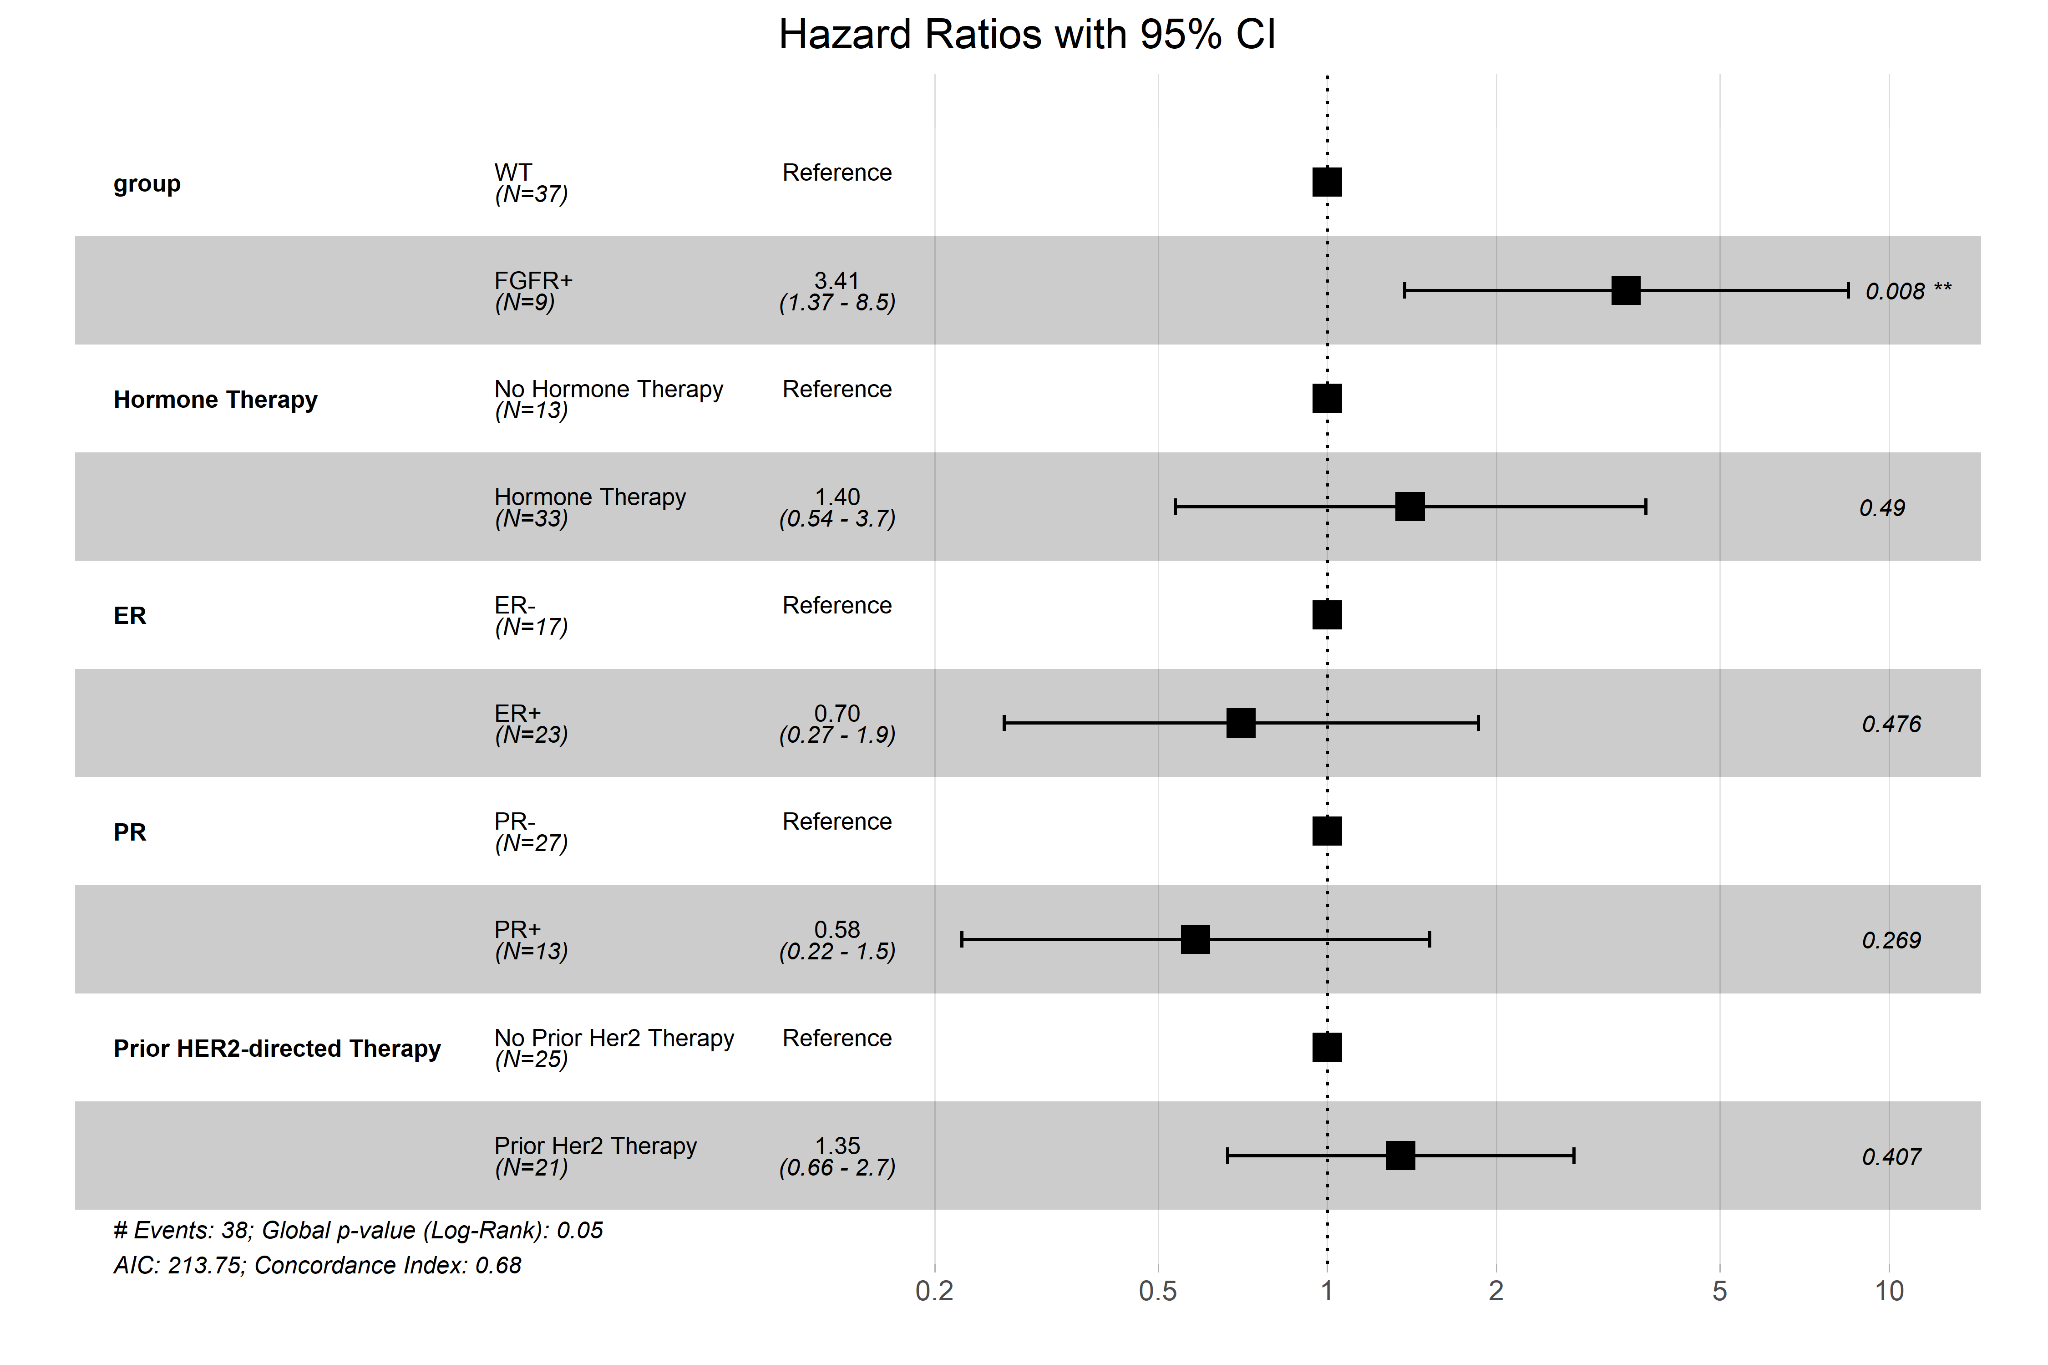 Hazard Ratios with 95% CI
group
WT
(N=37)
Reference
FGFR+
(N=9)
3.41
(1.37 - 8.5)
0.008 **
Hormone Therapy
No Hormone Therapy
(N=13)
Reference
Hormone Therapy
(N=33)
1.40
(0.54 - 3.7)
0.49
ER
ER-
(N=17)
Reference
ER+
(N=23)
0.70
(0.27 - 1.9)
0.476
PR
PR-
(N=27)
Reference
PR+
(N=13)
0.58
(0.22 - 1.5)
0.269
Prior HER2-directed Therapy
No Prior Her2 Therapy
(N=25)
Reference
Prior Her2 Therapy
(N=21)
1.35
(0.66 - 2.7)
0.407
# Events: 38; Global p-value (Log-Rank): 0.05
AIC: 213.75; Concordance Index: 0.68
0.2 0.5 1 2 5 10